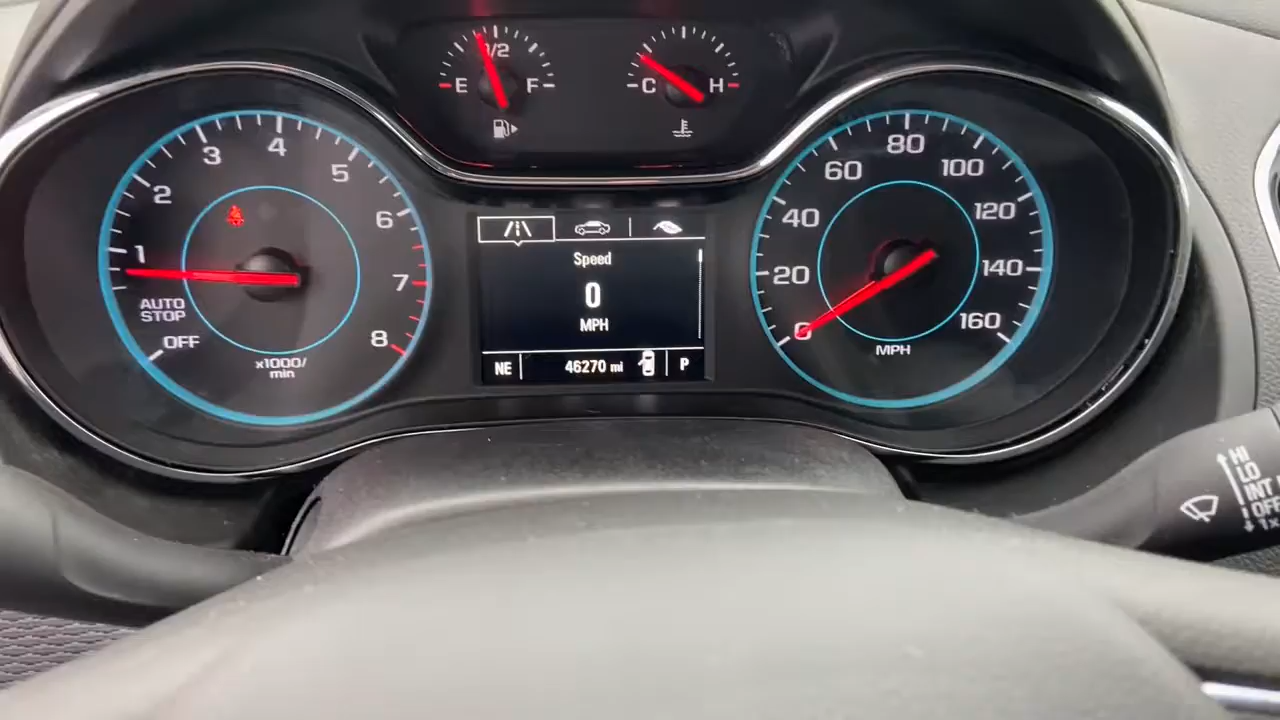 1/2
E F
C H
1
2
3
4
5
6
7
8
AUTO
STOP
OFF
x1000/
min
Speed
0
MPH
NE 46270 mi P
0
20
40
60
80
100
120
140
160
MPH
HI
LO
INT
OFF
1x